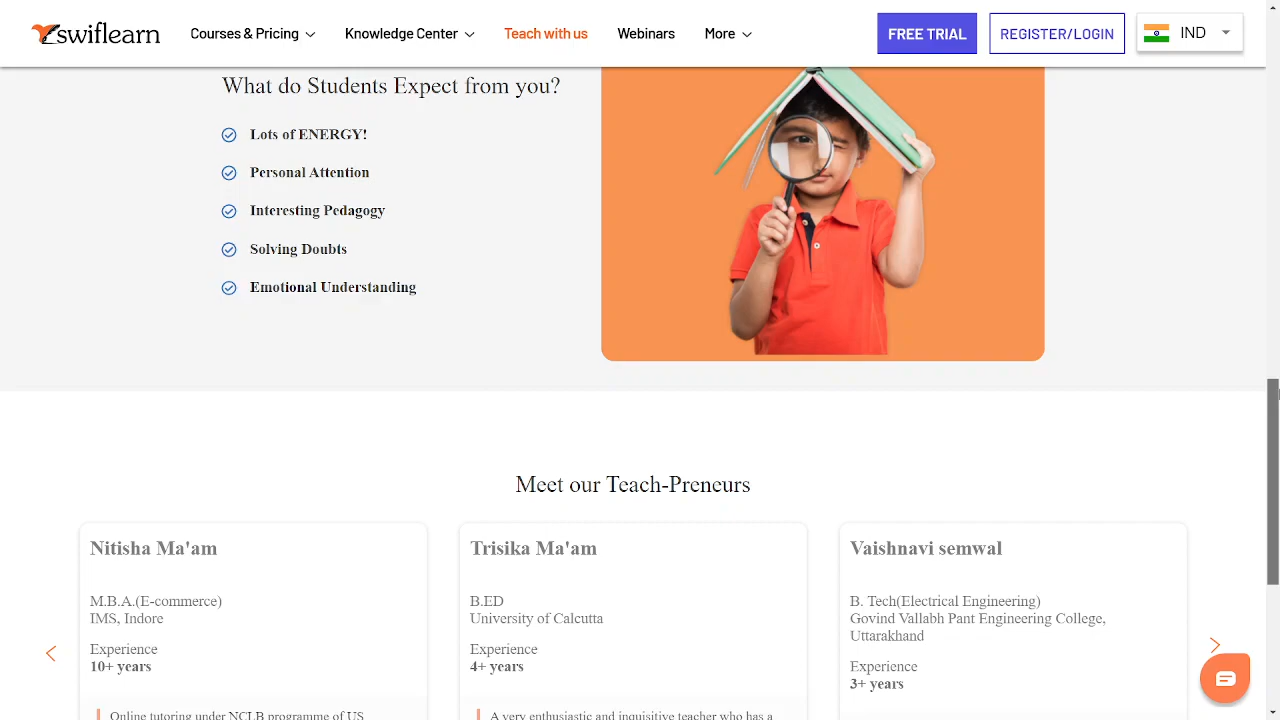 swiflearn
Courses & Pricing
Knowledge Center
Teach with us
Webinars
More
FREE TRIAL
REGISTER/LOGIN
IND
What do Students Expect from you?
Lots of ENERGY!
Personal Attention
Interesting Pedagogy
Solving Doubts
Emotional Understanding
Meet our Teach-Preneurs
Nitisha Ma'am
M.B.A.(E-commerce)
IMS, Indore
Experience
10+ years
Online tutoring under NCLB programme of US
Trisika Ma'am
B.ED
University of Calcutta
Experience
4+ years
A very enthusiastic and inquisitive teacher who has a
Vaishnavi semwal
B. Tech(Electrical Engineering)
Govind Vallabh Pant Engineering College,
Uttarakhand
Experience
3+ years